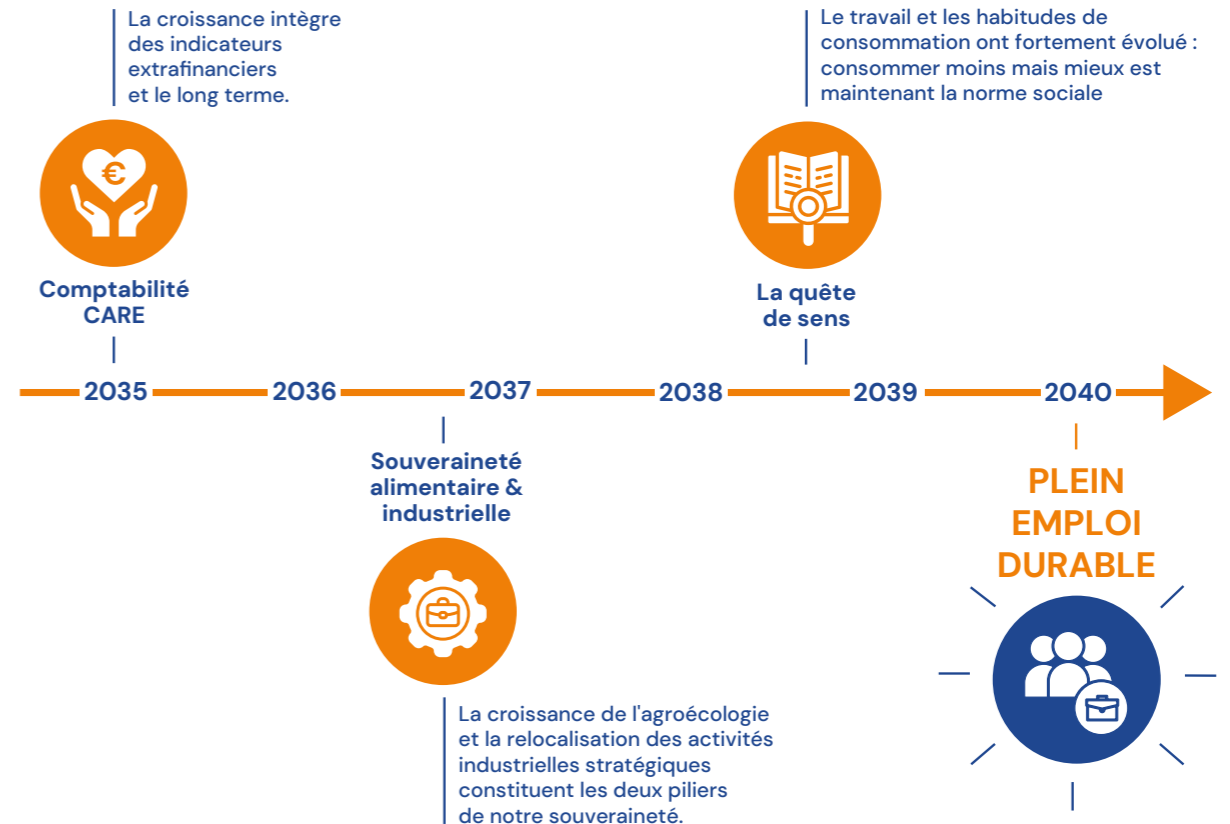 La croissance intègre
des indicateurs
extrafinanciers
et le long terme.
€
Comptabilité
CARE
Le travail et les habitudes de
consommation ont fortement évolué :
consommer moins mais mieux est
maintenant la norme sociale
La quête
de sens
2035 2036 2037 2038 2039 2040
Souveraineté
alimentaire &
industrielle
La croissance de l'agroécologie
et la relocalisation des activités
industrielles stratégiques
constituent les deux piliers
de notre souveraineté.
PLEIN
EMPLOI
DURABLE